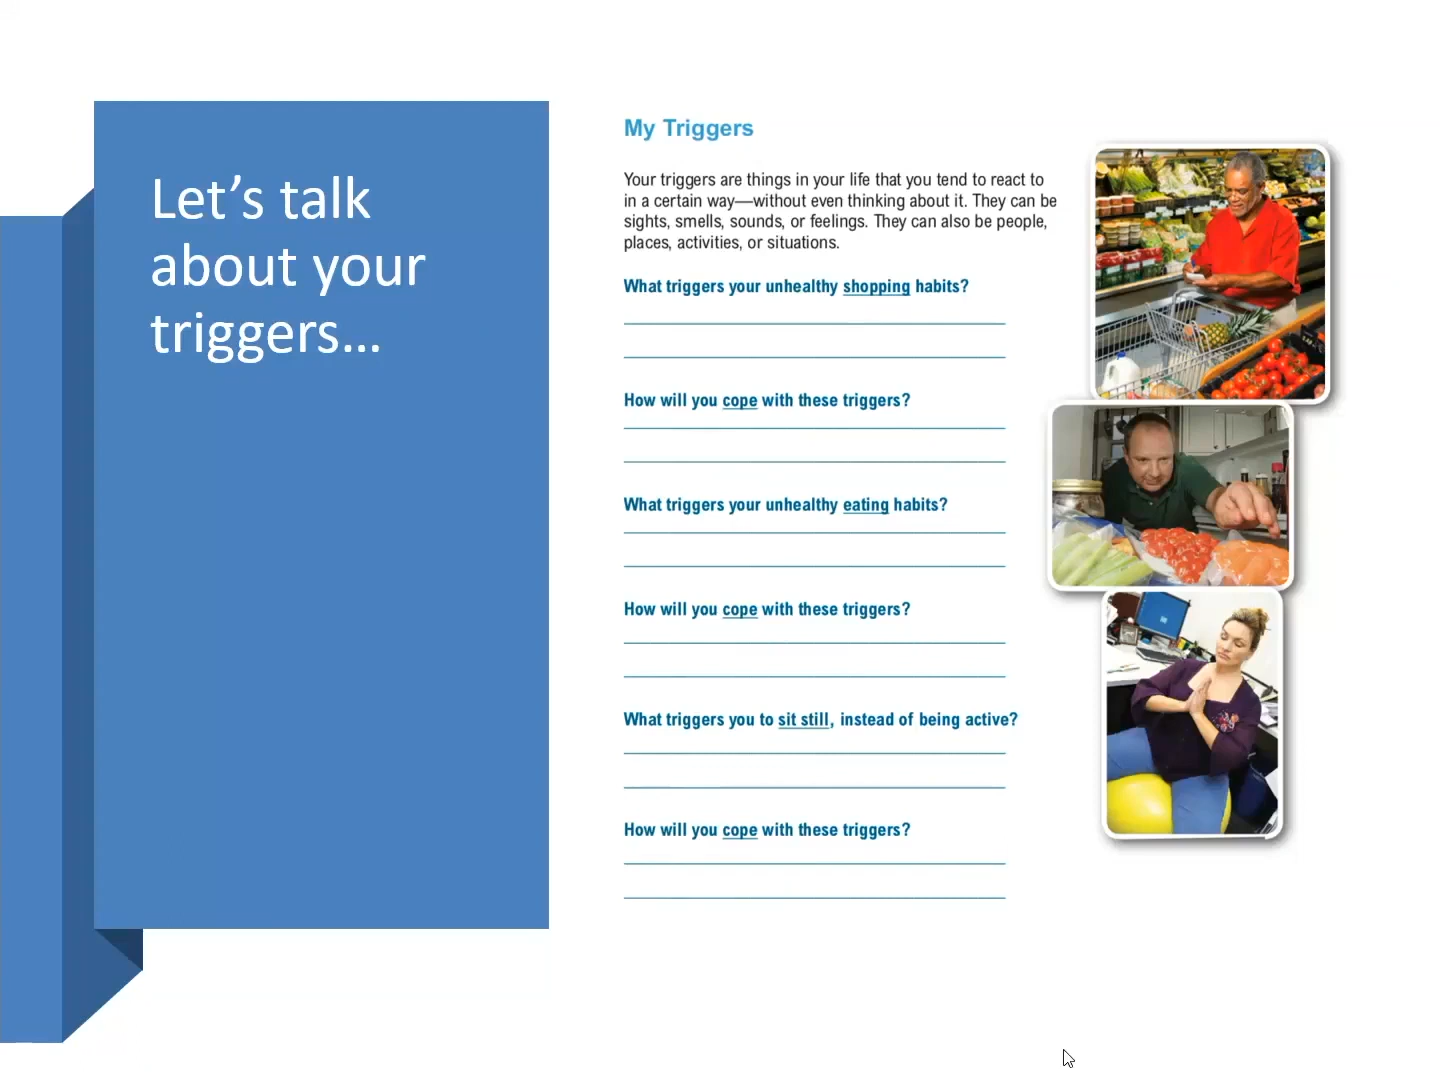 Let's talk
about your
triggers...
My Triggers
Your triggers are things in your life that you tend to react to
in a certain way—without even thinking about it. They can be
sights, smells, sounds, or feelings. They can also be people,
places, activities, or situations.
What triggers your unhealthy shopping habits?
How will you cope with these triggers?
What triggers your unhealthy eating habits?
How will you cope with these triggers?
What triggers you to sit still, instead of being active?
How will you cope with these triggers?